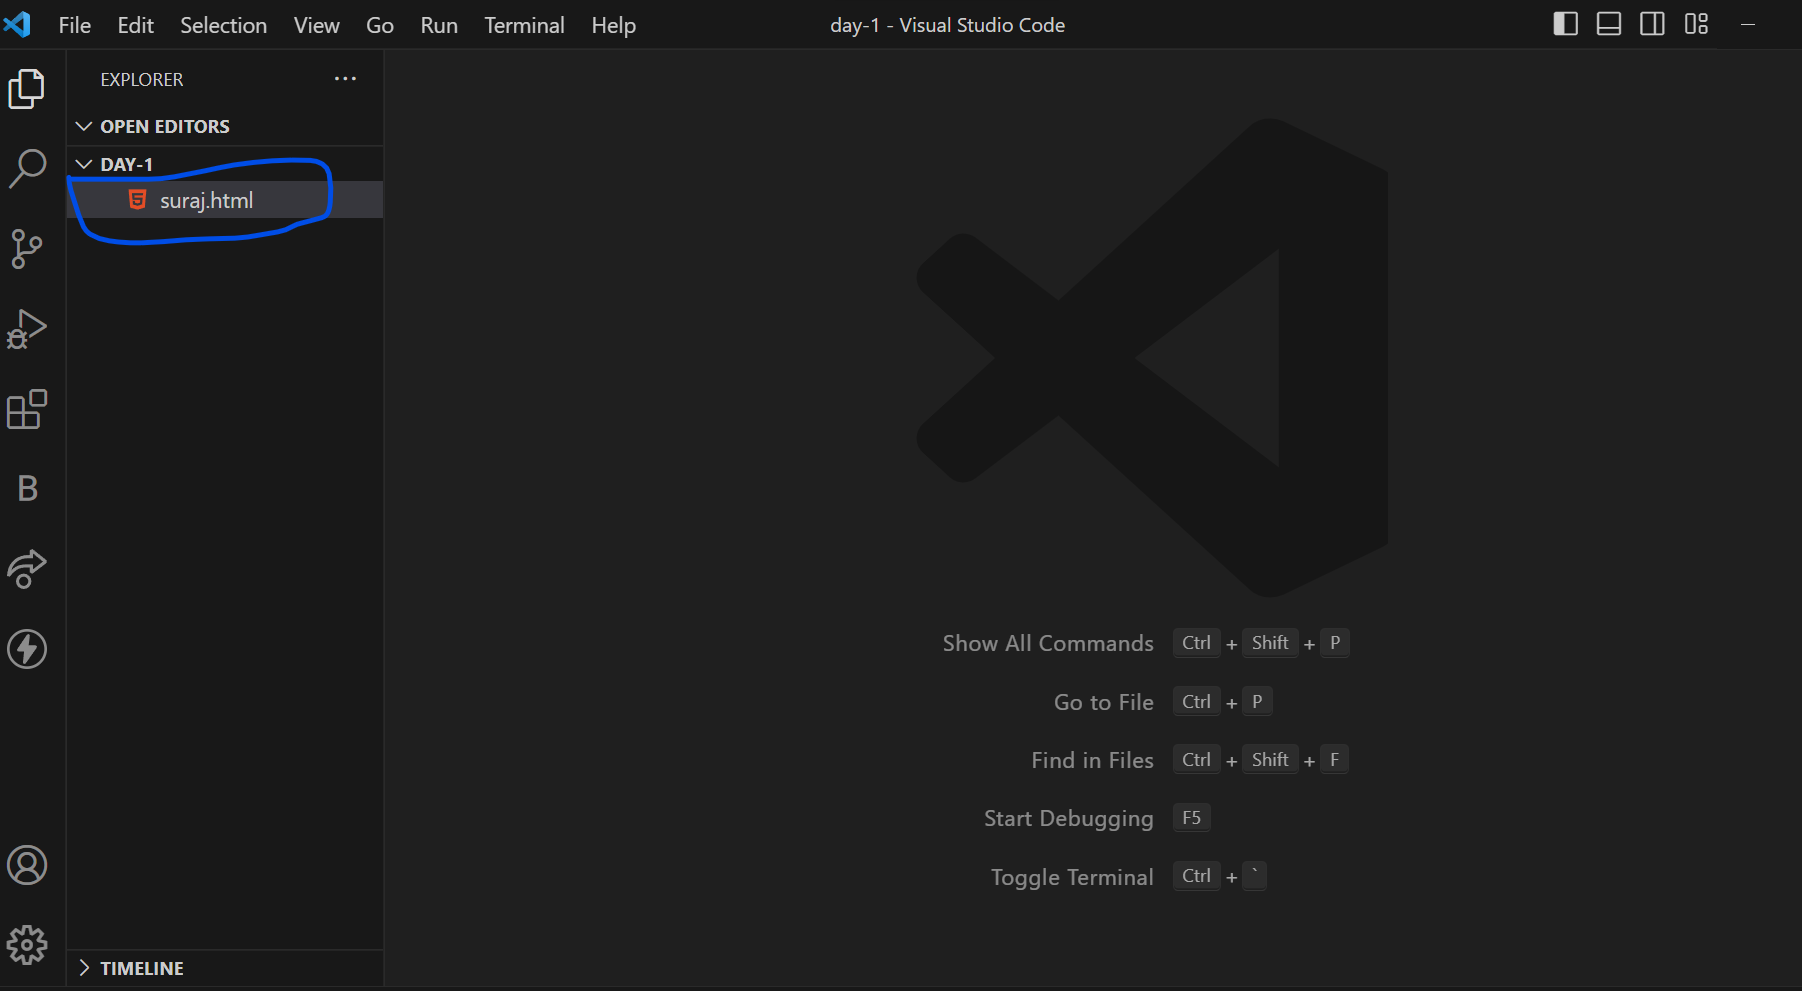 File Edit Selection View Go Run Terminal Help day-1 - Visual Studio Code
EXPLORER
OPEN EDITORS
DAY-1
suraj.html
B
Show All Commands Ctrl + Shift + P
Go to File Ctrl + P
Find in Files Ctrl + Shift + F
Start Debugging F5
Toggle Terminal Ctrl + `
TIMELINE